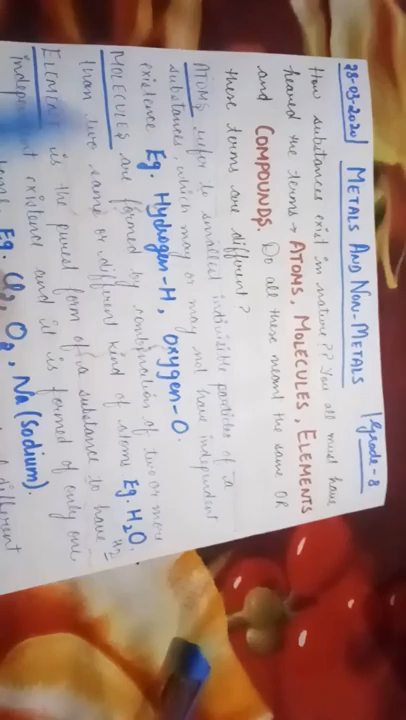 28-03-2020 METALS AND NON-METALS Grade-8
How substances exist in nature?? You all must have
heared the terms → ATOMS, MOLECULES, ELEMENTS
and COMPOUNDS. Do all these meant the same OR
these terms are different?
ATOMS refer to smallest indivisible particles of a
substances, which may or may not have independent
existence Eg. Hydrogen-H, Oxygen-O.
MOLECULES are formed by combination of two or more
than two same or different kind of atoms Eg. H2O. H2
ELEMENT is the purest form of a substance to have
independent existence and it is formed of only one
Eg. Cl2, O2, Na (Sodium).
different